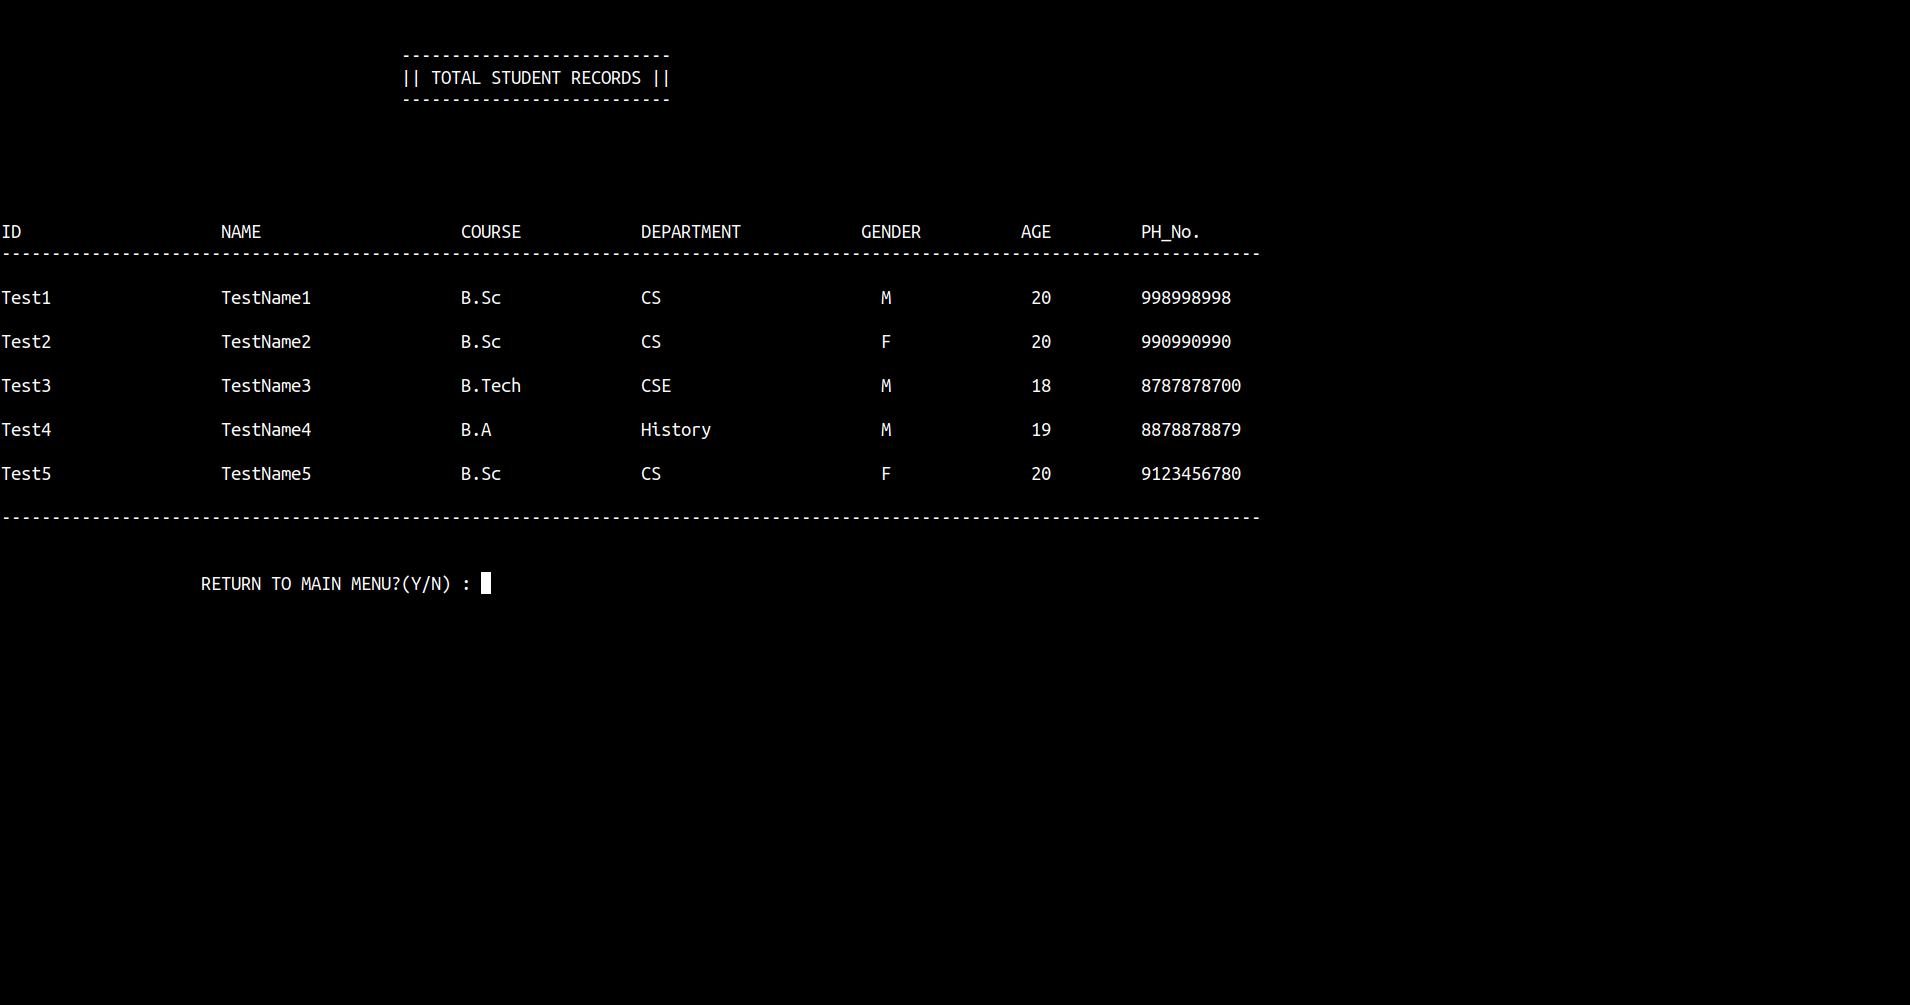 ---------------------------
|| TOTAL STUDENT RECORDS ||
---------------------------
ID NAME COURSE DEPARTMENT GENDER AGE PH_No.
------------------------------------------------------------------------------------------------------------------------------
Test1 TestName1 B.Sc CS M 20 998998998
Test2 TestName2 B.Sc CS F 20 990990990
Test3 TestName3 B.Tech CSE M 18 8787878700
Test4 TestName4 B.A History M 19 8878878879
Test5 TestName5 B.Sc CS F 20 9123456780
------------------------------------------------------------------------------------------------------------------------------
RETURN TO MAIN MENU?(Y/N) :